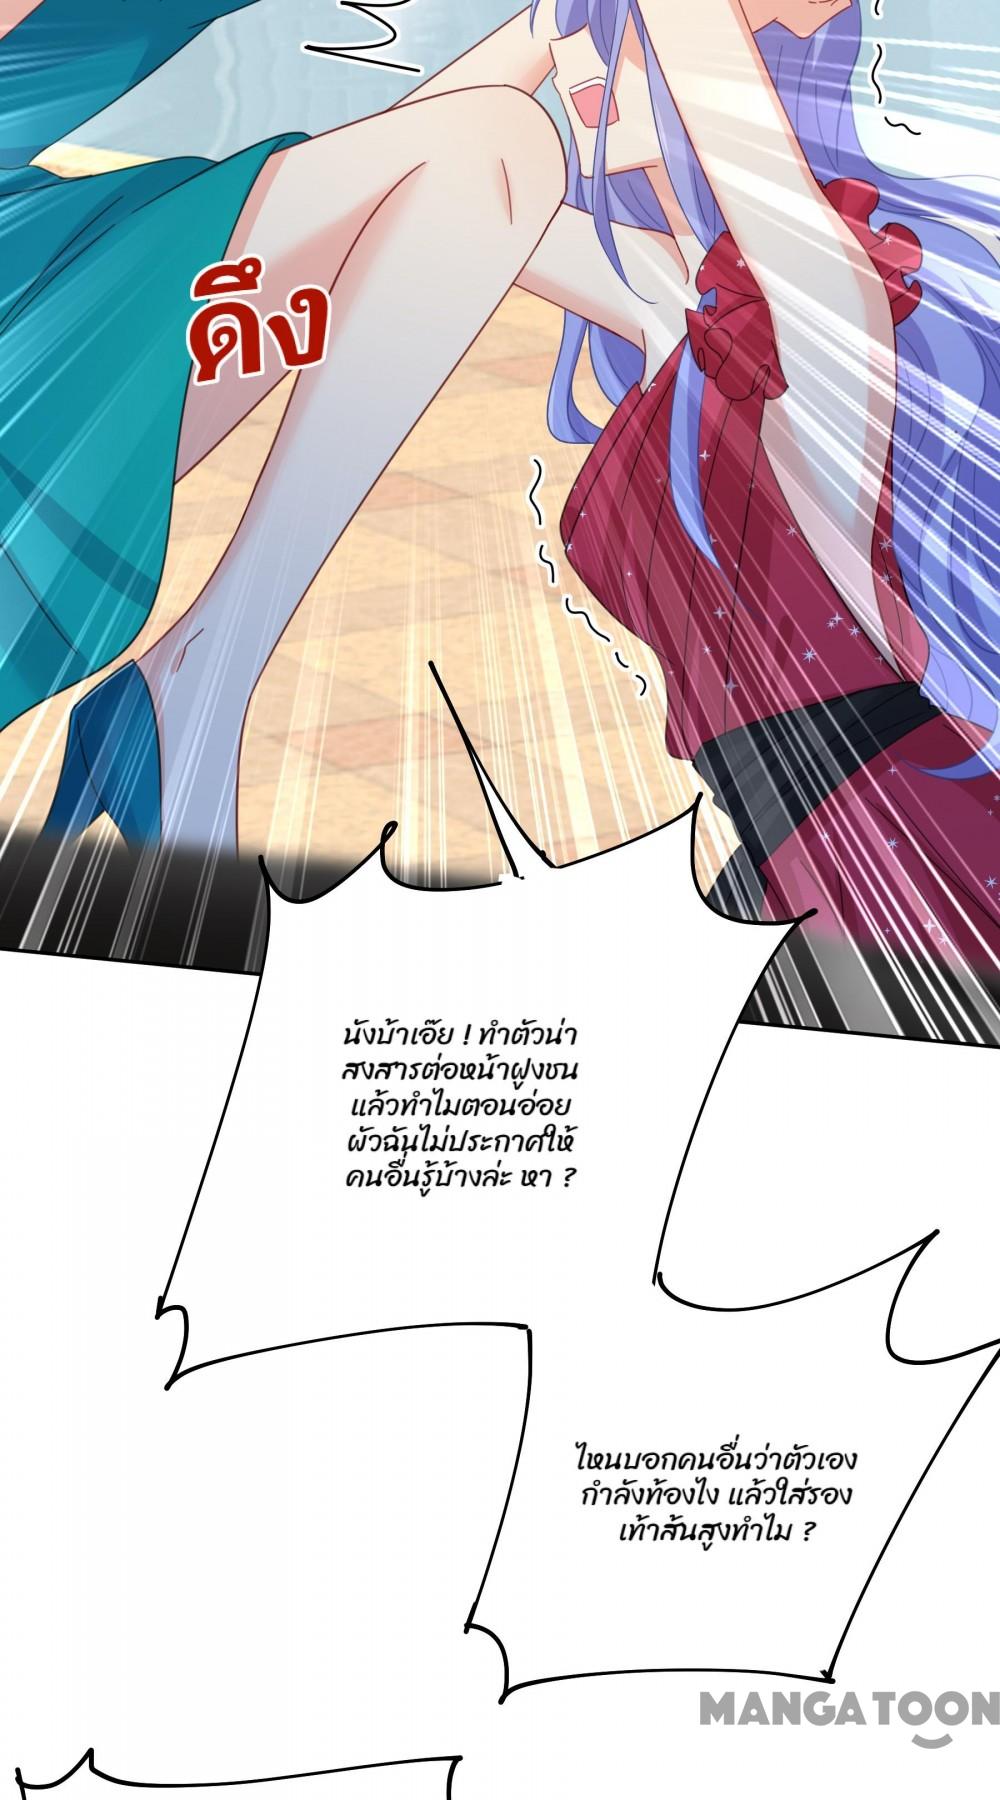 ดึง
นังบ้าเอ๊ย ! ทำตัวน่า
สงสารต่อหน้าฝูงชน
แล้วทำไมตอนอ่อย
ผัวฉันไม่ประกาศให้
คนอื่นรู้บ้างล่ะ หา ?
ไหนบอกคนอื่นว่าตัวเอง
กำลังท้องไง แล้วใส่รอง
เท้าส้นสูงทำไม ?
MANGATOON